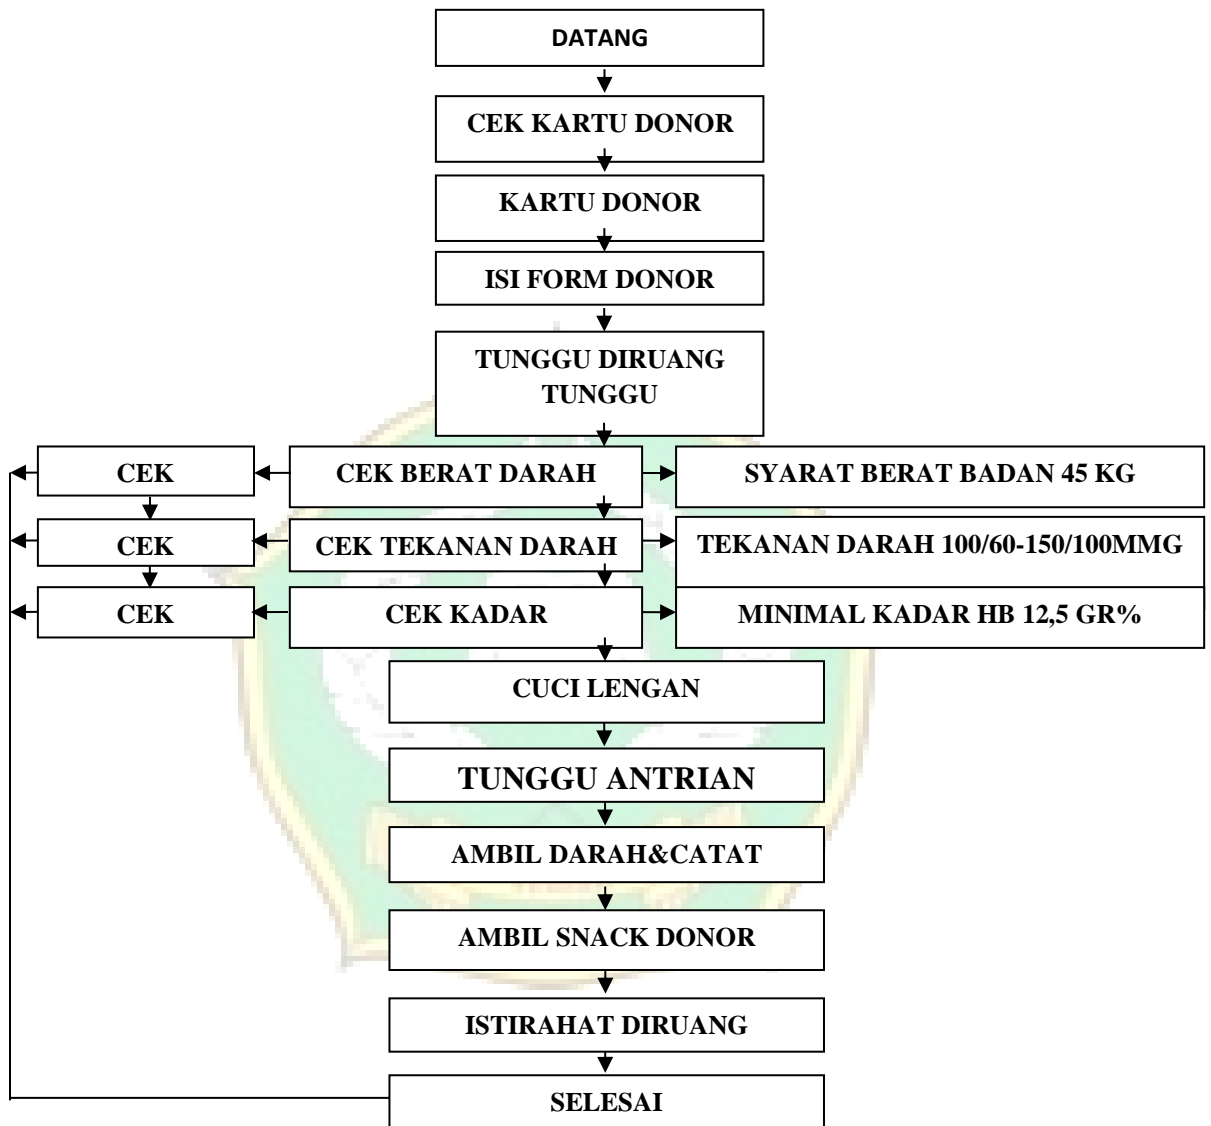 DATANG
CEK KARTU DONOR
KARTU DONOR
ISI FORM DONOR
TUNGGU DIRUANG
TUNGGU
CEK
CEK BERAT DARAH
SYARAT BERAT BADAN 45 KG
CEK
CEK TEKANAN DARAH
TEKANAN DARAH 100/60-150/100MMG
CEK
CEK KADAR
MINIMAL KADAR HB 12,5 GR%
CUCI LENGAN
TUNGGU ANTRIAN
AMBIL DARAH&CATAT
AMBIL SNACK DONOR
ISTIRAHAT DIRUANG
SELESAI